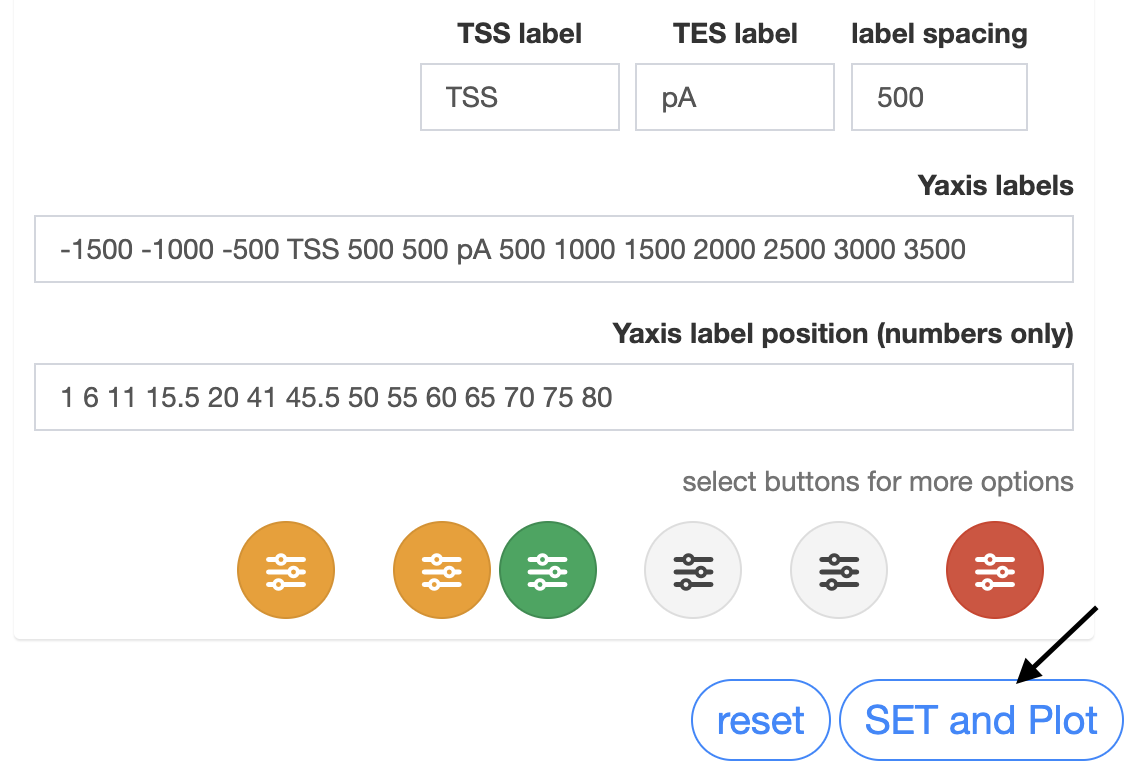 TSS label TES label label spacing
TSS pA 500
Yaxis labels
-1500 -1000 -500 TSS 500 500 pA 500 1000 1500 2000 2500 3000 3500
Yaxis label position (numbers only)
1 6 11 15.5 20 41 45.5 50 55 60 65 70 75 80
select buttons for more options
reset SET and Plot